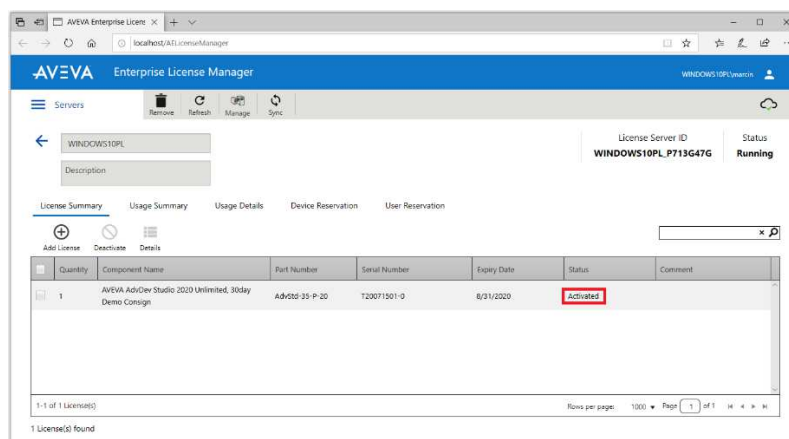 AVEVA Enterprise Licens
localhost/AELicenseManager
AVEVA Enterprise License Manager WINDOWS10PL\marcin
Servers Remove Refresh Manage Sync
WINDOWS10PL
Description
License Server ID Status
WINDOWS10PL_P713G47G Running
License Summary Usage Summary Usage Details Device Reservation User Reservation
Add License Deactivate Details
Quantity Component Name Part Number Serial Number Expiry Date Status Comment
1 AVEVA AdvDev Studio 2020 Unlimited, 30day Demo Consign AdvStd-35-P-20 T20071501-0 8/31/2020 Activated
1-1 of 1 License(s) Rows per page: 1000 Page 1 of 1
1 License(s) found